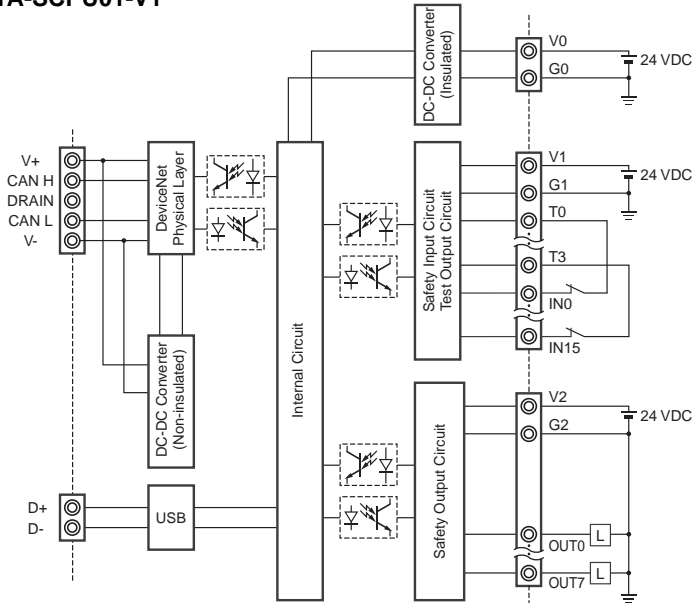 V0
24 VDC
G0
DC-DC Converter
(Insulated)
V+
CAN H
DRAIN
CAN L
V-
DeviceNet
Physical Layer
DC-DC Converter
(Non-insulated)
D+
D-
USB
Internal Circuit
Safety Input Circuit
Test Output Circuit
V1
24 VDC
G1
T0
T3
IN0
IN15
Safety Output Circuit
V2
24 VDC
G2
L
OUT0
L
OUT7